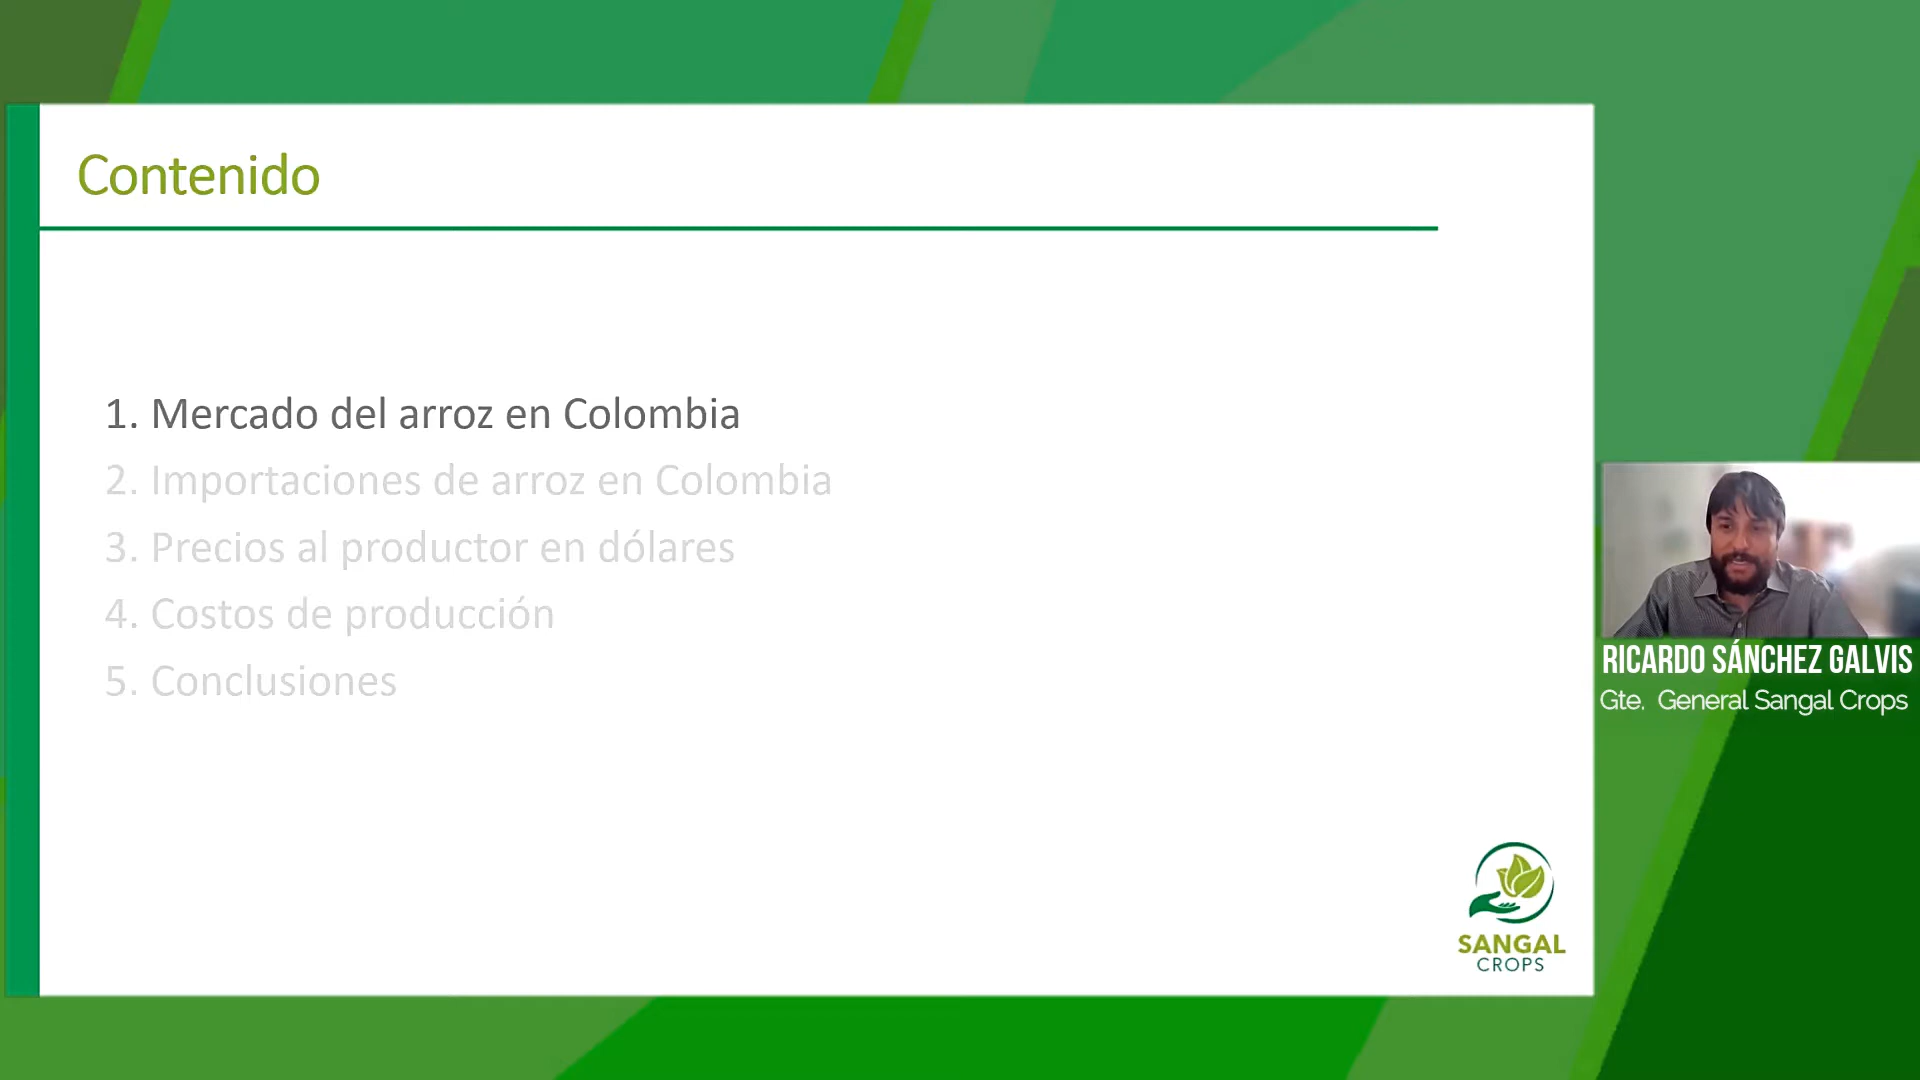 Contenido
1. Mercado del arroz en Colombia
2. Importaciones de arroz en Colombia
3. Precios al productor en dólares
4. Costos de producción
5. Conclusiones
RICARDO SÁNCHEZ GALVIS
Gte. General Sangal Crops
SANGAL
CROPS